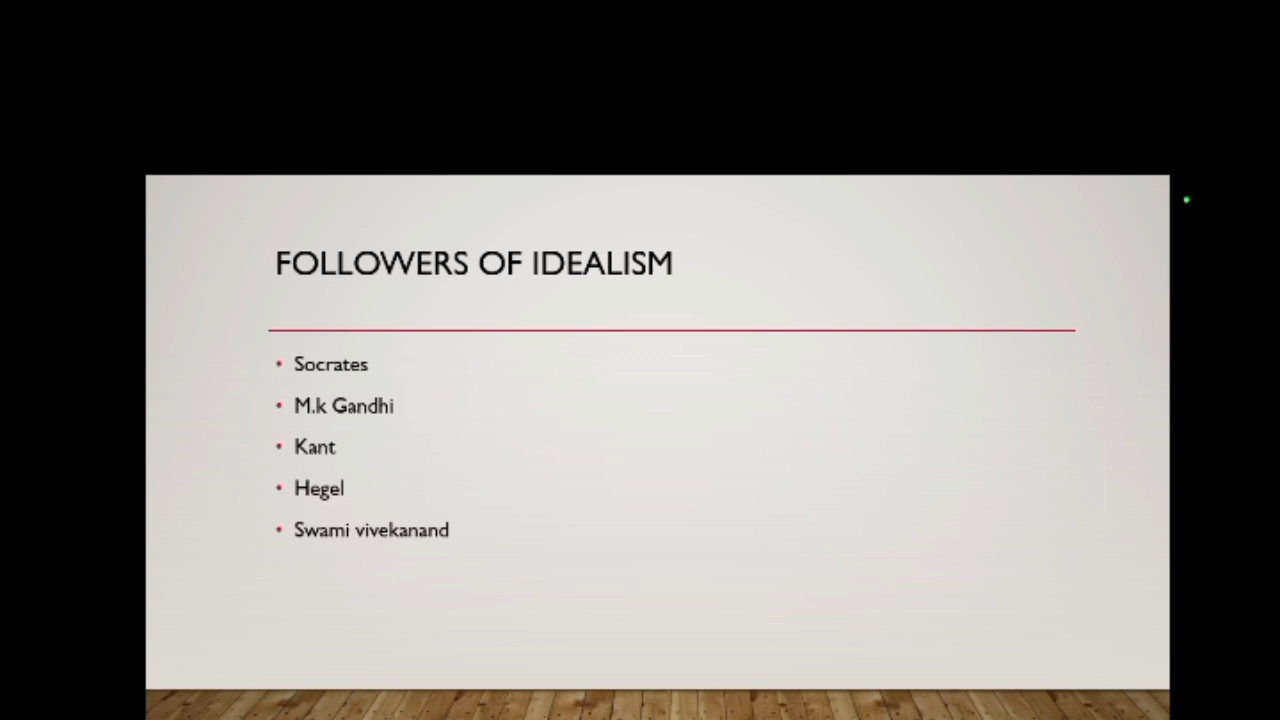 FOLLOWERS OF IDEALISM
• Socrates
• M.k Gandhi
• Kant
• Hegel
• Swami vivekanand